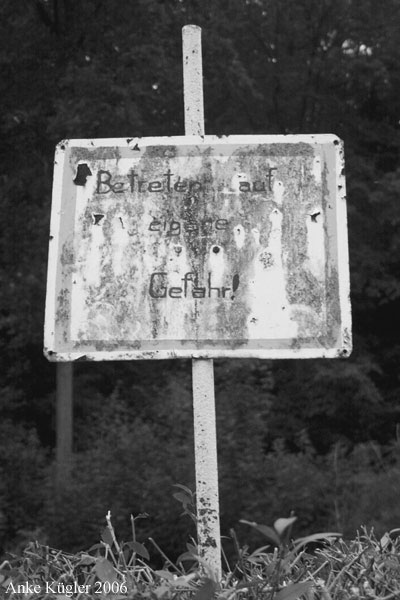 Betreten auf
eigene
Gefahr!
Anke Kügler 2006